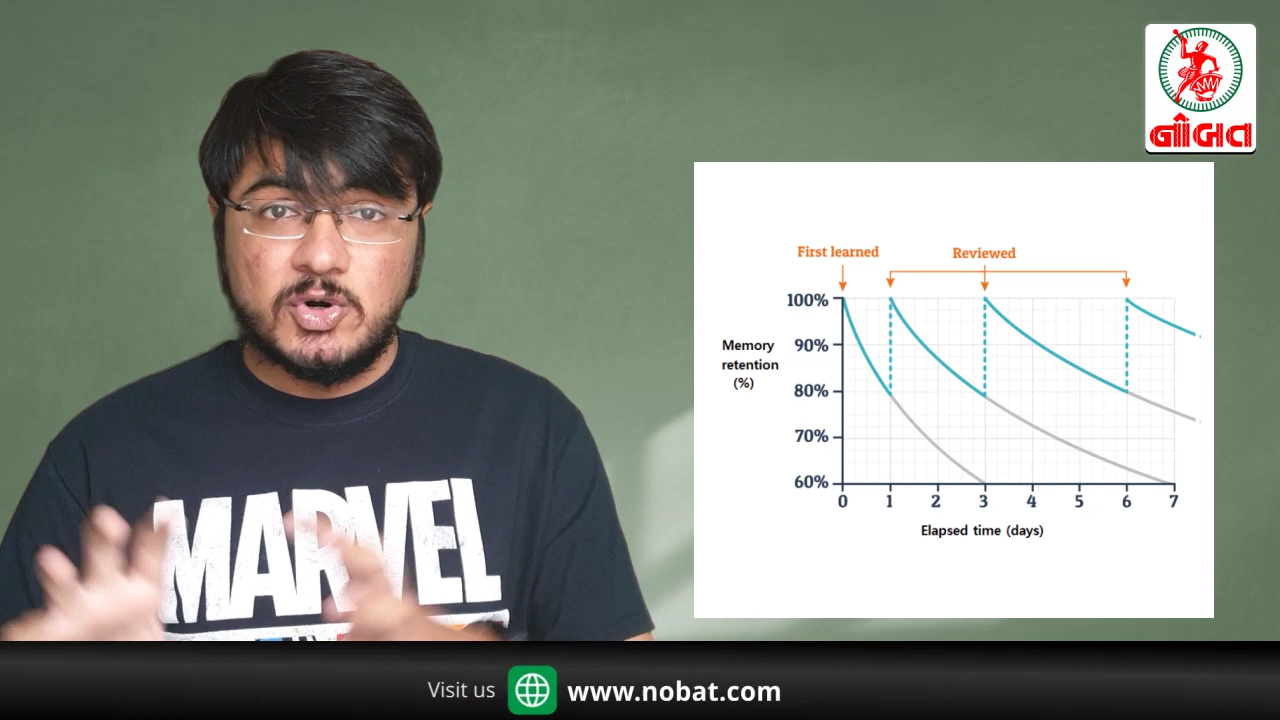 નોબત
First learned
Reviewed
100%
90%
80%
70%
60%
Memory
retention
(%)
0 1 2 3 4 5 6 7
Elapsed time (days)
MARVEL
Visit us www.nobat.com